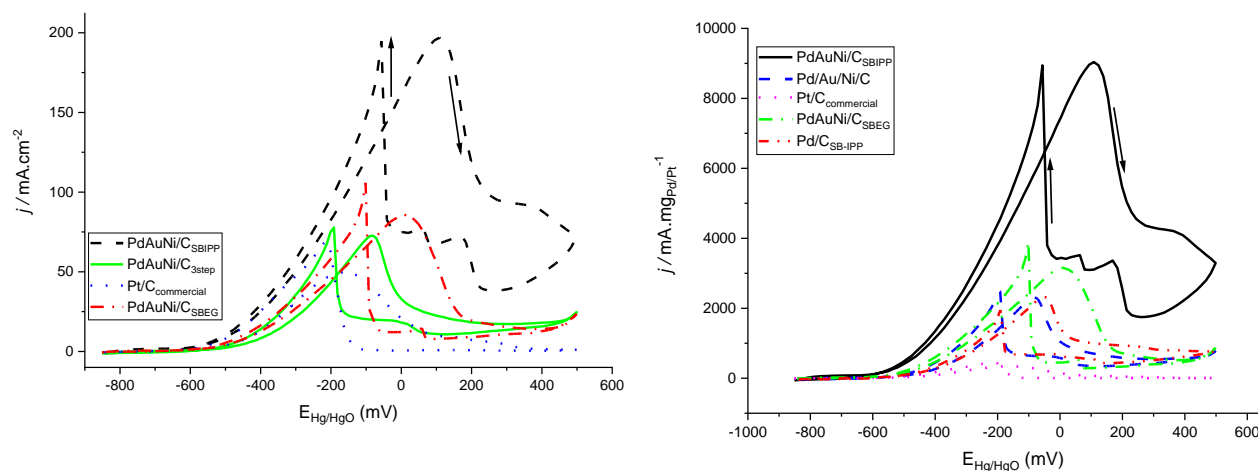 200
150
100
50
0
j / mA.cm-2
PdAuNi/CSBIPP
PdAuNi/C3step
Pt/Ccommercial
PdAuNi/CSBEG
-800 -600 -400 -200 0 200 400 600
EHg/HgO (mV)
10000
8000
6000
4000
2000
0
j / mA.mgPd/Pt-1
PdAuNi/CSBIPP
Pd/Au/Ni/C
Pt/Ccommercial
PdAuNi/CSBEG
Pd/CSB-IPP
-1000 -800 -600 -400 -200 0 200 400 600
EHg/HgO (mV)